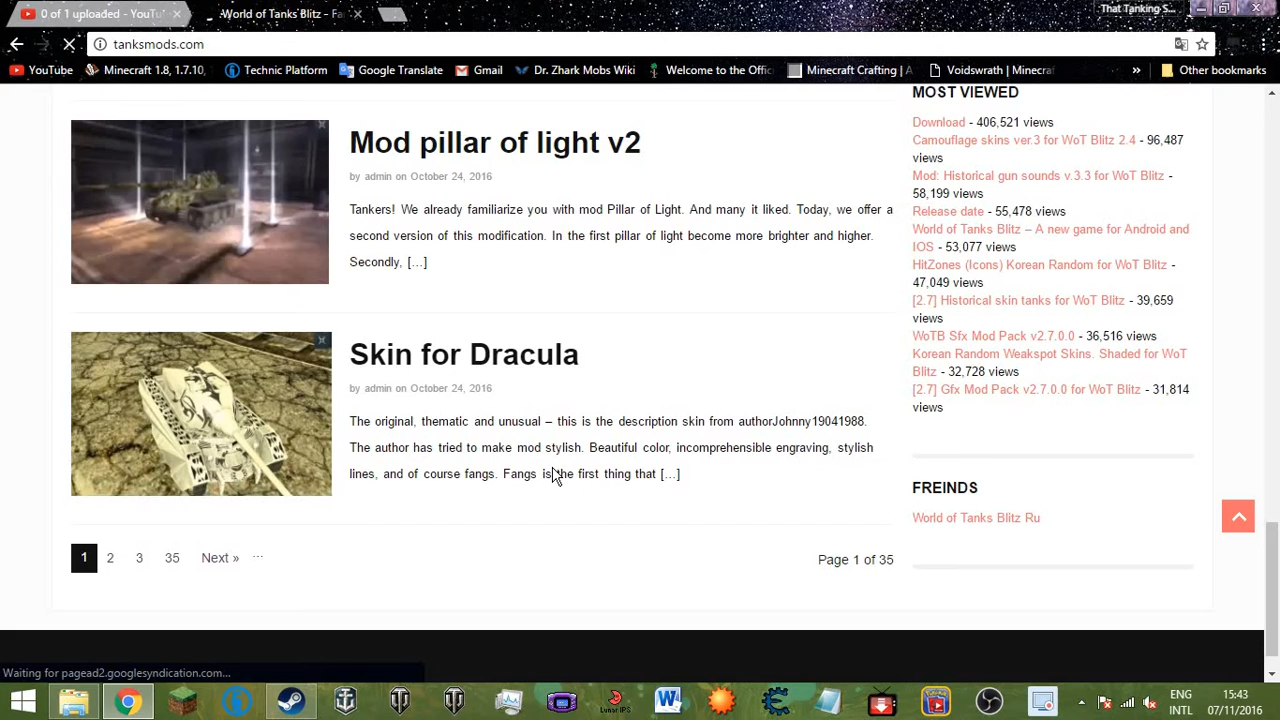 0 of 1 uploaded - YouTu
World of Tanks Blitz - Fa
That Tanking S...
tanksmods.com
YouTube
Minecraft 1.8, 1.7.10,
Technic Platform
Google Translate
Gmail
Dr. Zhark Mobs Wiki
Welcome to the Offic
Minecraft Crafting | A
Voidswrath | Minecraf
Other bookmarks
Mod pillar of light v2
by admin on October 24, 2016
Tankers! We already familiarize you with mod Pillar of Light. And many it liked. Today, we offer a
second version of this modification. In the first pillar of light become more brighter and higher.
Secondly, […]
Skin for Dracula
by admin on October 24, 2016
The original, thematic and unusual – this is the description skin from authorJohnny19041988.
The author has tried to make mod stylish. Beautiful color, incomprehensible engraving, stylish
lines, and of course fangs. Fangs is the first thing that […]
1 2 3 35 Next » ...
Page 1 of 35
MOST VIEWED
Download - 406,521 views
Camouflage skins ver.3 for WoT Blitz 2.4 - 96,487
views
Mod: Historical gun sounds v.3.3 for WoT Blitz -
58,199 views
Release date - 55,478 views
World of Tanks Blitz – A new game for Android and
IOS - 53,077 views
HitZones (Icons) Korean Random for WoT Blitz -
47,049 views
[2.7] Historical skin tanks for WoT Blitz - 39,659
views
WoTB Sfx Mod Pack v2.7.0.0 - 36,516 views
Korean Random Weakspot Skins. Shaded for WoT
Blitz - 32,728 views
[2.7] Gfx Mod Pack v2.7.0.0 for WoT Blitz - 31,814
views
FREINDS
World of Tanks Blitz Ru
Waiting for pagead2.googlesyndication.com...
ENG
INTL
15:43
07/11/2016